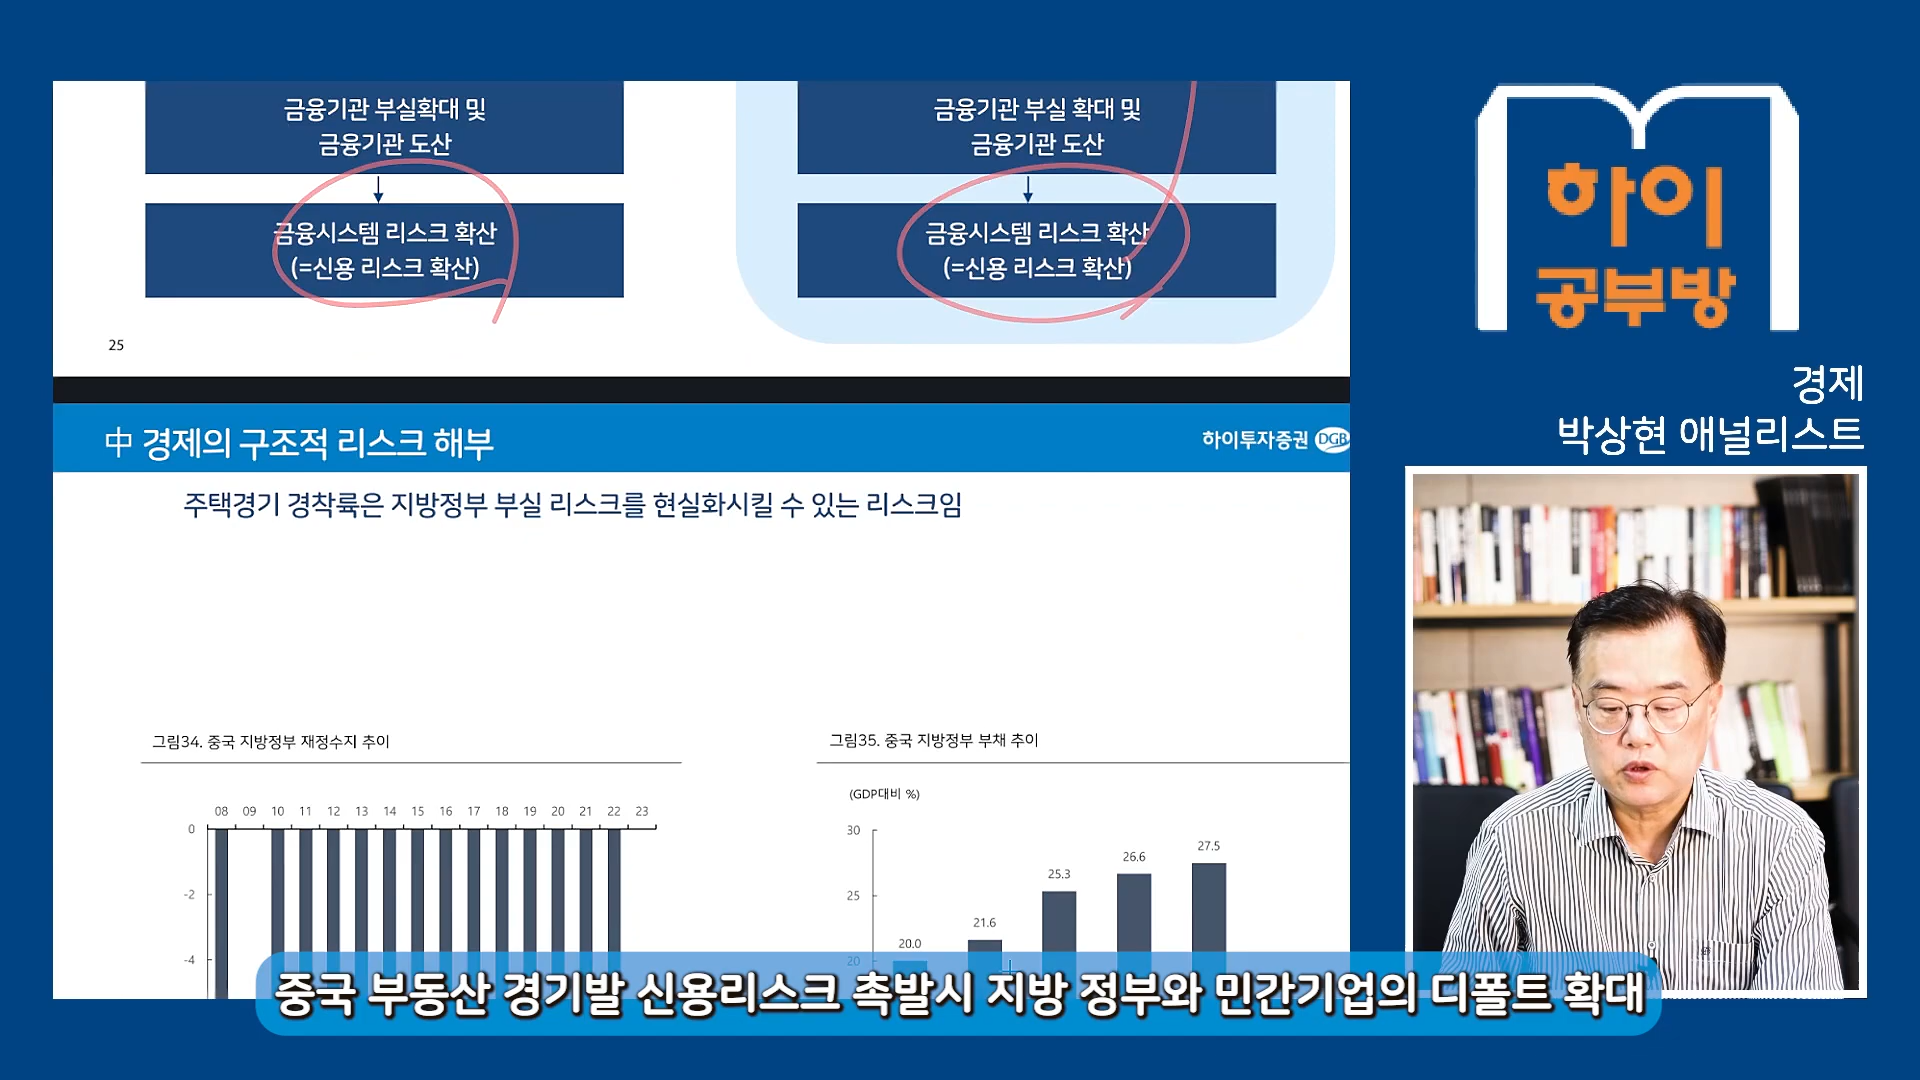 금융기관 부실확대 및
금융기관 도산
금융시스템 리스크 확산
(=신용 리스크 확산)
금융기관 부실 확대 및
금융기관 도산
금융시스템 리스크 확산
(=신용 리스크 확산)
25
하이
공부방
경제
박상현 애널리스트
中 경제의 구조적 리스크 해부
하이투자증권 DGB
주택경기 경착륙은 지방정부 부실 리스크를 현실화시킬 수 있는 리스크임
그림34. 중국 지방정부 재정수지 추이
08 09 10 11 12 13 14 15 16 17 18 19 20 21 22 23
0
-2
-4
그림35. 중국 지방정부 부채 추이
(GDP대비 %)
30
25
20
20.0
21.6
25.3
26.6
27.5
중국 부동산 경기발 신용리스크 촉발시 지방 정부와 민간기업의 디폴트 확대